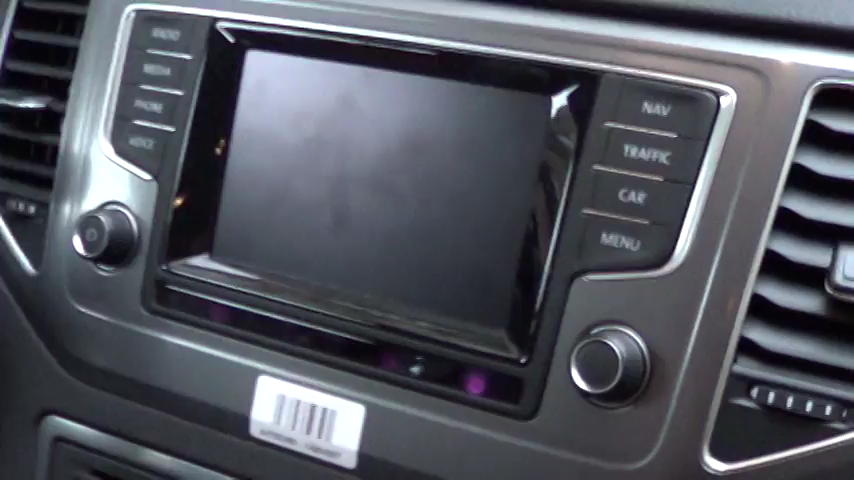 RADIO
MEDIA
PHONE
VOICE
NAV
TRAFFIC
CAR
MENU